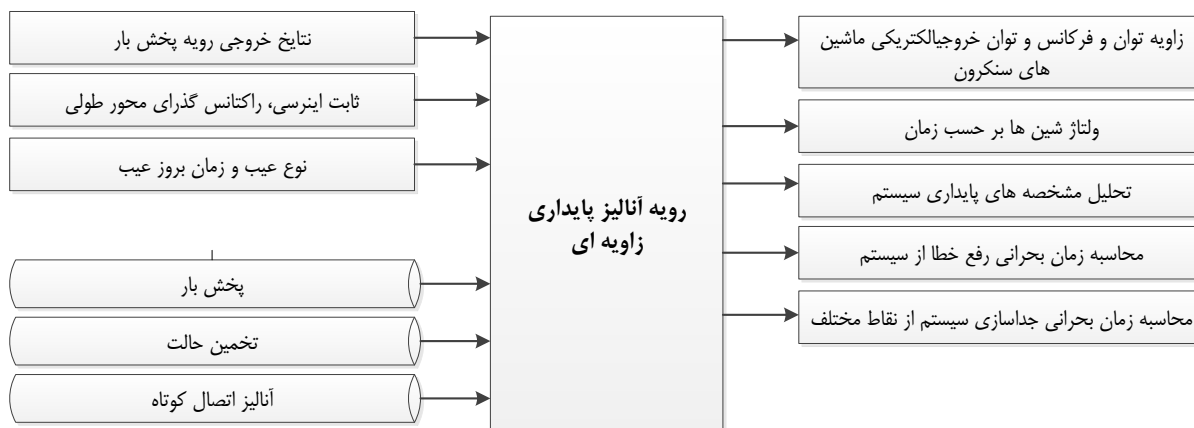 نتایخ خروجی رویه پخش بار
ثابت اینرسی، راکتانس گذرای محور طولی
نوع عیب و زمان بروز عیب
پخش بار
تخمین حالت
آنالیز اتصال کوتاه
رویه آنالیز پایداری
زاویه ای
زاویه توان و فرکانس و توان خروجیالکتریکی ماشین
های سنکرون
ولتاژ شین ها بر حسب زمان
تحلیل مشخصه های پایداری سیستم
محاسبه زمان بحرانی رفع خطا از سیستم
محاسبه زمان بحرانی جداسازی سیستم از نقاط مختلف